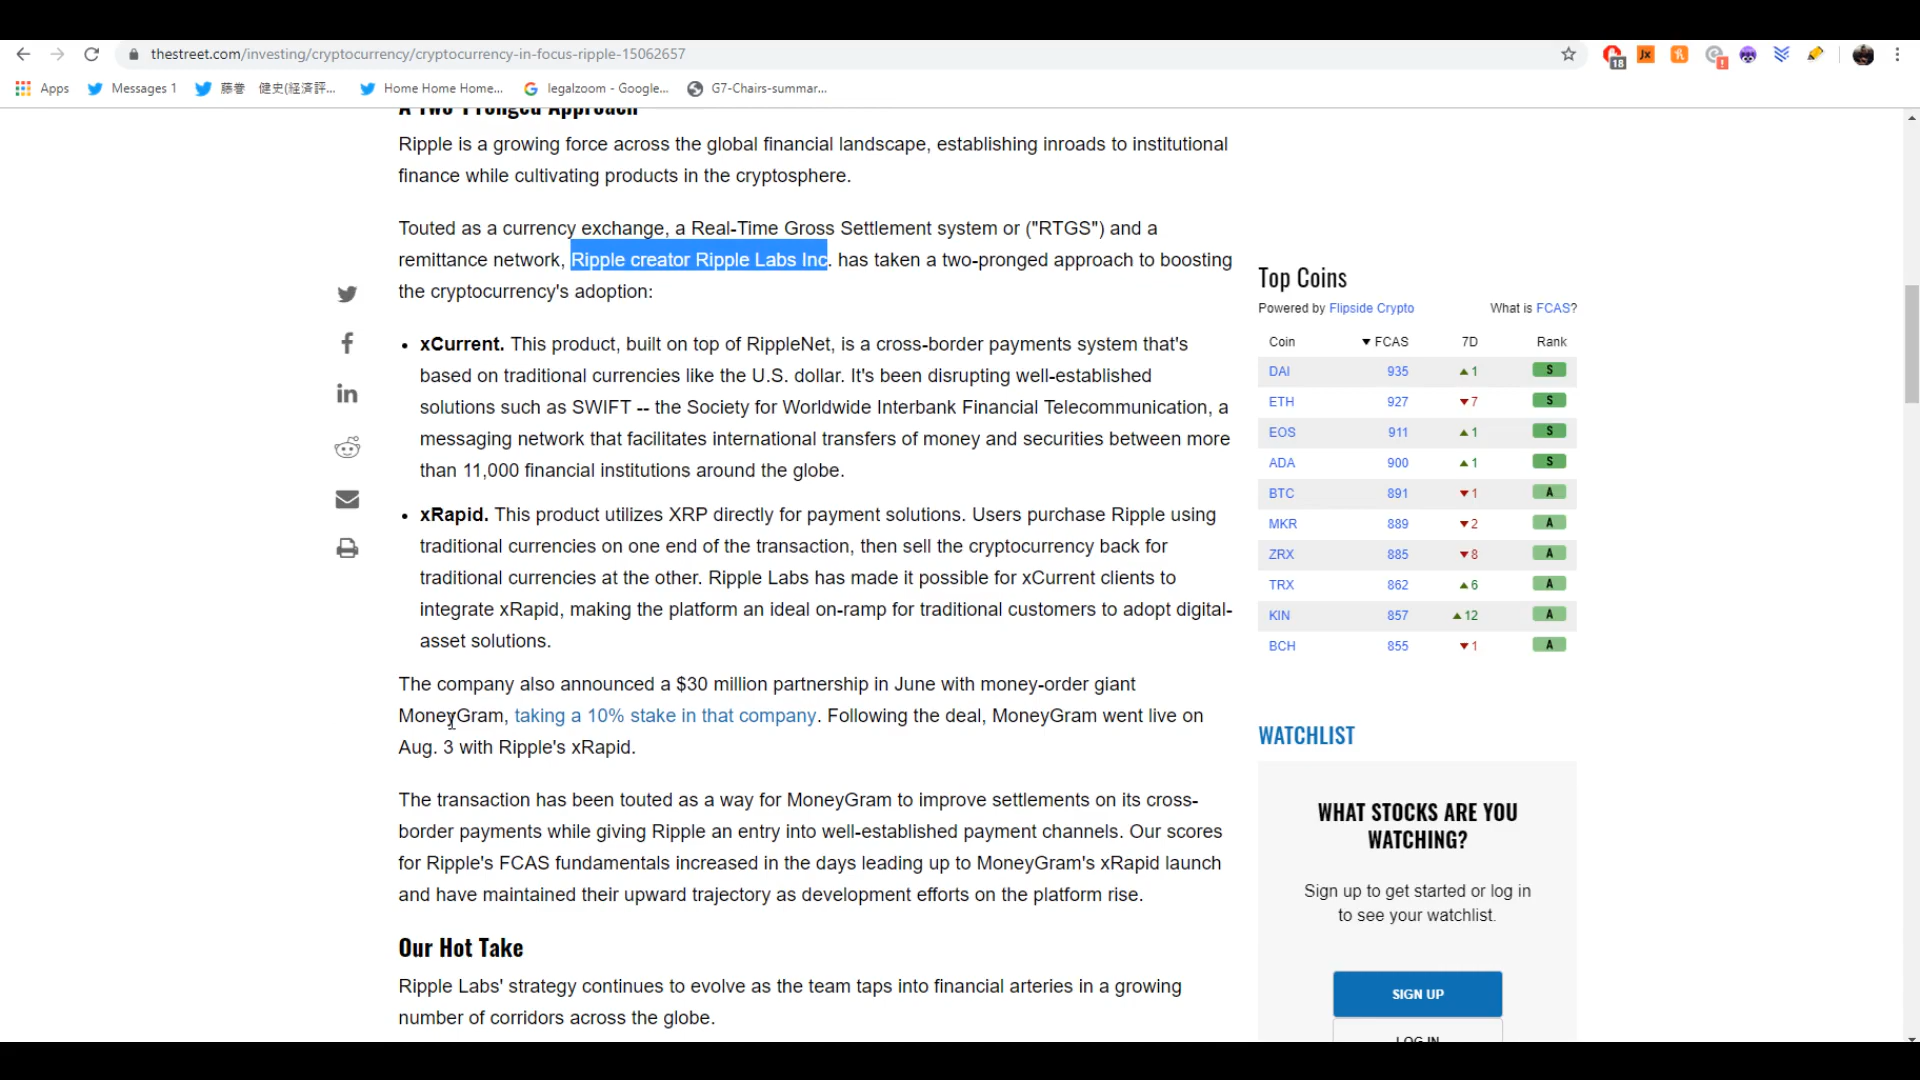 thestreet.com/investing/cryptocurrency/cryptocurrency-in-focus-ripple-15062657
18
Jx
Apps
Messages 1
藤巻 健史(経済評...
Home Home Home...
legalzoom - Google...
G7-Chairs-summar...
A Two-Pronged Approach
Ripple is a growing force across the global financial landscape, establishing inroads to institutional
finance while cultivating products in the cryptosphere.
Touted as a currency exchange, a Real-Time Gross Settlement system or ("RTGS") and a
remittance network, Ripple creator Ripple Labs Inc. has taken a two-pronged approach to boosting
the cryptocurrency's adoption:
• xCurrent. This product, built on top of RippleNet, is a cross-border payments system that's
based on traditional currencies like the U.S. dollar. It's been disrupting well-established
solutions such as SWIFT -- the Society for Worldwide Interbank Financial Telecommunication, a
messaging network that facilitates international transfers of money and securities between more
than 11,000 financial institutions around the globe.
• xRapid. This product utilizes XRP directly for payment solutions. Users purchase Ripple using
traditional currencies on one end of the transaction, then sell the cryptocurrency back for
traditional currencies at the other. Ripple Labs has made it possible for xCurrent clients to
integrate xRapid, making the platform an ideal on-ramp for traditional customers to adopt digital-
asset solutions.
The company also announced a $30 million partnership in June with money-order giant
MoneyGram, taking a 10% stake in that company. Following the deal, MoneyGram went live on
Aug. 3 with Ripple's xRapid.
The transaction has been touted as a way for MoneyGram to improve settlements on its cross-
border payments while giving Ripple an entry into well-established payment channels. Our scores
for Ripple's FCAS fundamentals increased in the days leading up to MoneyGram's xRapid launch
and have maintained their upward trajectory as development efforts on the platform rise.
Our Hot Take
Ripple Labs' strategy continues to evolve as the team taps into financial arteries in a growing
number of corridors across the globe.
Top Coins
Powered by Flipside Crypto What is FCAS?
Coin ▼ FCAS 7D Rank
DAI 935 ▲1 S
ETH 927 ▼7 S
EOS 911 ▲1 S
ADA 900 ▲1 S
BTC 891 ▼1 A
MKR 889 ▼2 A
ZRX 885 ▼8 A
TRX 862 ▲6 A
KIN 857 ▲12 A
BCH 855 ▼1 A
WATCHLIST
WHAT STOCKS ARE YOU
WATCHING?
Sign up to get started or log in
to see your watchlist.
SIGN UP
LOG IN